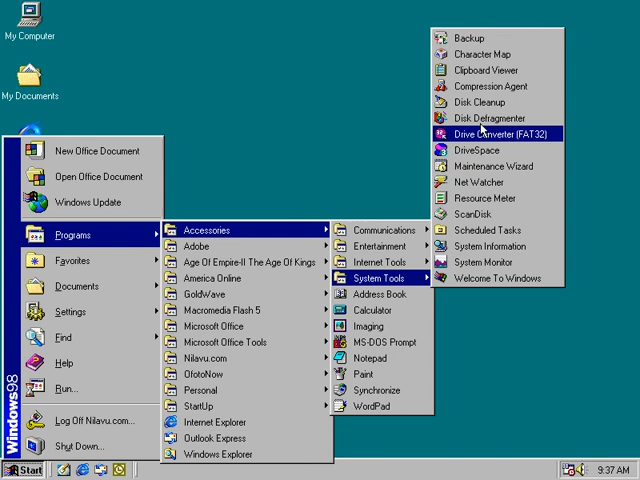 My Computer
My Documents
New Office Document
Open Office Document
Windows Update
Programs
Favorites
Documents
Settings
Find
Help
Run...
Log Off Nilavu.com...
Shut Down...
Windows98
Accessories
Adobe
Age Of Empire-II The Age Of Kings
America Online
GoldWave
Macromedia Flash 5
Microsoft Office
Microsoft Office Tools
Nilavu.com
OfotoNow
Personal
StartUp
Internet Explorer
Outlook Express
Windows Explorer
Communications
Entertainment
Internet Tools
System Tools
Address Book
Calculator
Imaging
MS-DOS Prompt
Notepad
Paint
Synchronize
WordPad
Backup
Character Map
Clipboard Viewer
Compression Agent
Disk Cleanup
Disk Defragmenter
Drive Converter (FAT32)
DriveSpace
Maintenance Wizard
Net Watcher
Resource Meter
ScanDisk
Scheduled Tasks
System Information
System Monitor
Welcome To Windows
Start
9:37 AM